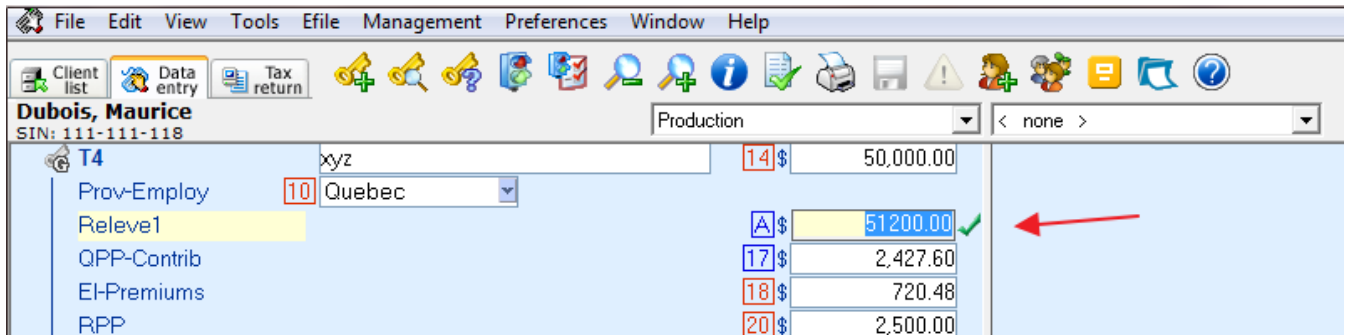 File Edit View Tools Efile Management Preferences Window Help
Client list Data entry Tax return
Dubois, Maurice
SIN: 111-111-118
Production < none >
T4 xyz 14 $ 50,000.00
Prov-Employ 10 Quebec
Releve1 A $ 51200.00
QPP-Contrib 17 $ 2,427.60
EI-Premiums 18 $ 720.48
RPP 20 $ 2,500.00